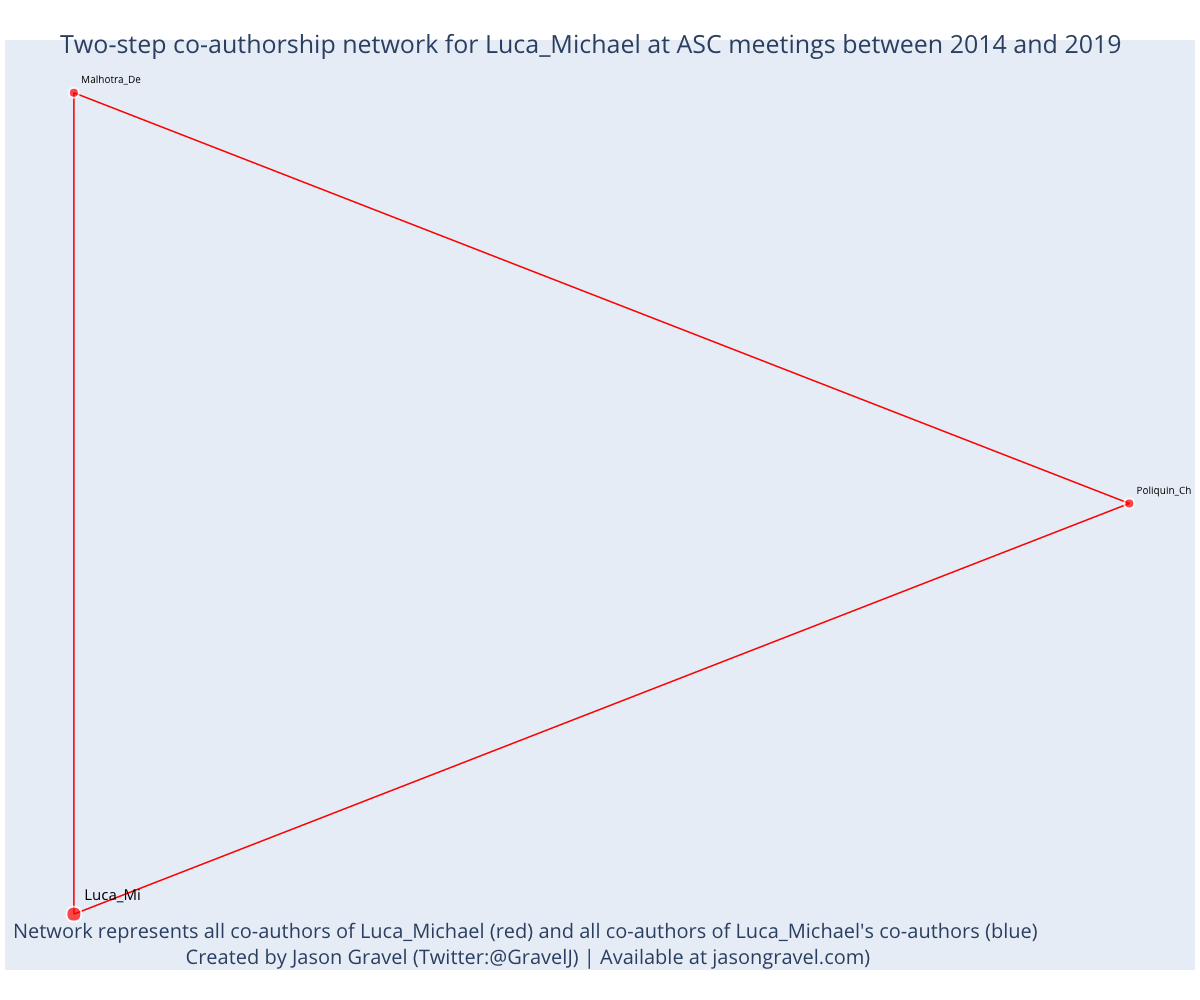 Two-step co-authorship network for Luca_Michael at ASC meetings between 2014 and 2019
Malhotra_De
Poliquin_Ch
Luca_Mi
Network represents all co-authors of Luca_Michael (red) and all co-authors of Luca_Michael's co-authors (blue)
Created by Jason Gravel (Twitter:@GravelJ) | Available at jasongravel.com)